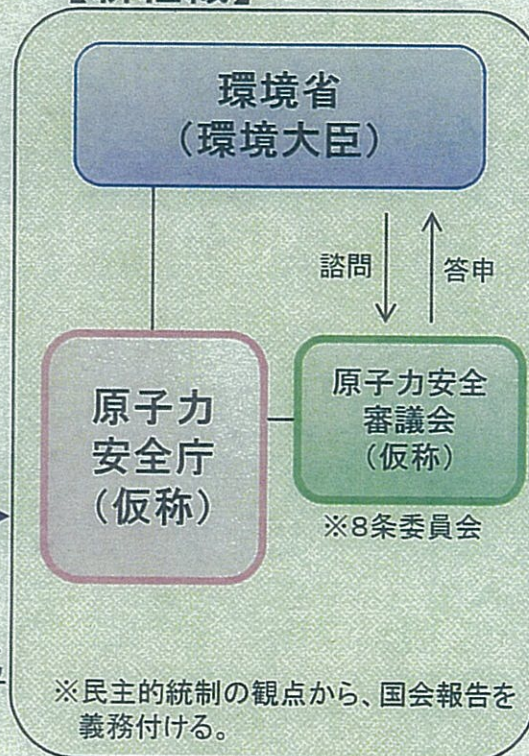 環境省
(環境大臣)
諮問
答申
原子力
安全庁
(仮称)
原子力安全
審議会
(仮称)
※8条委員会
※民主的統制の観点から、国会報告を
義務付ける。